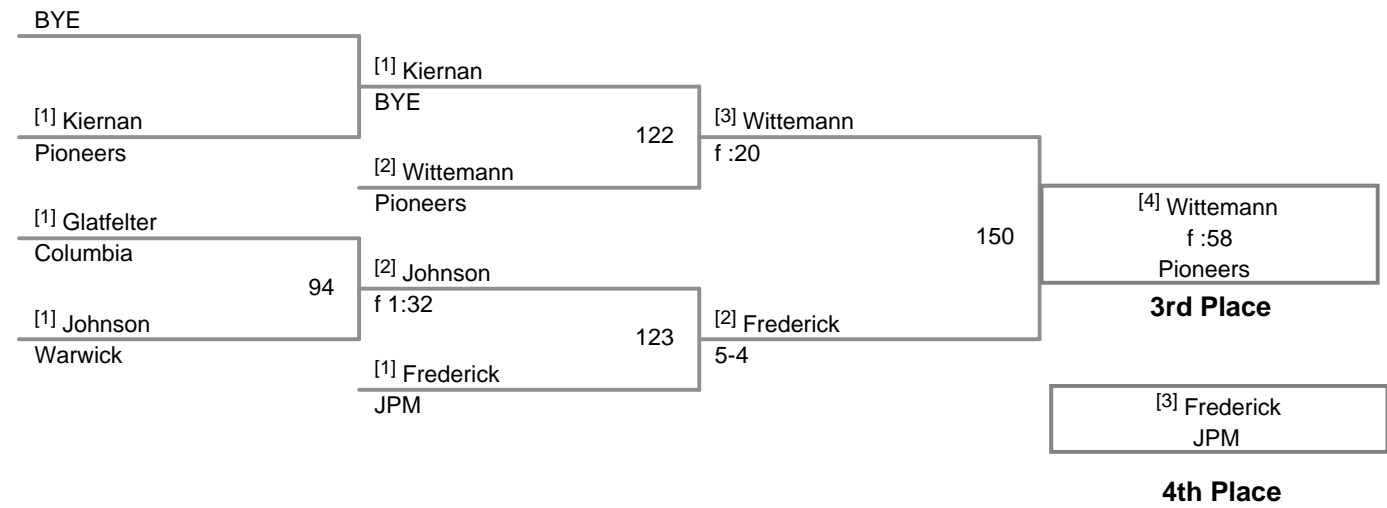 BYE
[1] Kiernan
Pioneers
[1] Glatfelter
Columbia
94
[1] Johnson
Warwick
[1] Kiernan
BYE
122
[2] Wittemann
Pioneers
[2] Johnson
f 1:32
123
[1] Frederick
JPM
[3] Wittemann
f :20
150
[2] Frederick
5-4
[4] Wittemann
f :58
Pioneers
3rd Place
[3] Frederick
JPM
4th Place